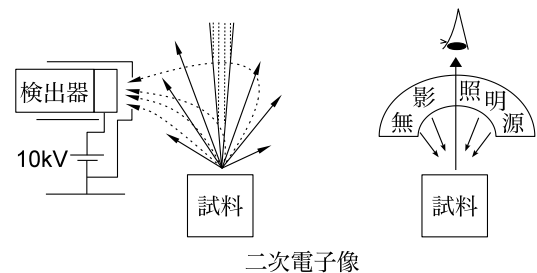 検出器
10kV
試料
無影照明源
試料
二次電子像